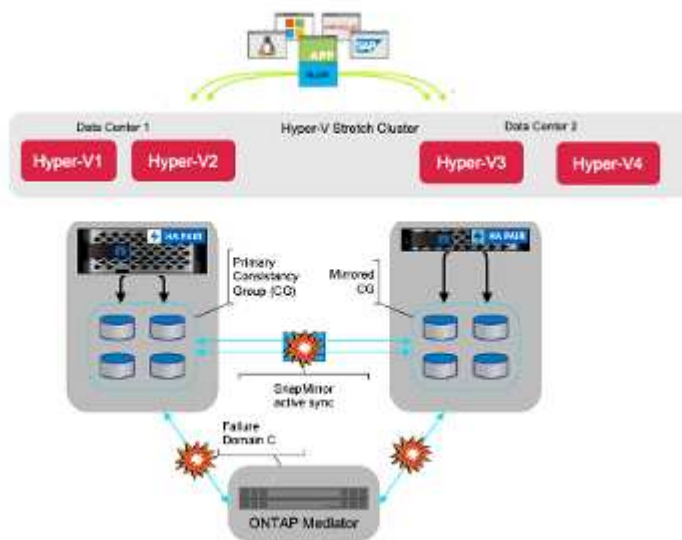 APP
SAP
Data Center 1
Hyper-V Stretch Cluster
Data Center 2
Hyper-V1
Hyper-V2
Hyper-V3
Hyper-V4
HA PAIR
HA PAIR
Primary
Consistency
Group (CG)
Mirrored
CG
SnapMirror
active sync
Failure
Domain C
ONTAP Mediator